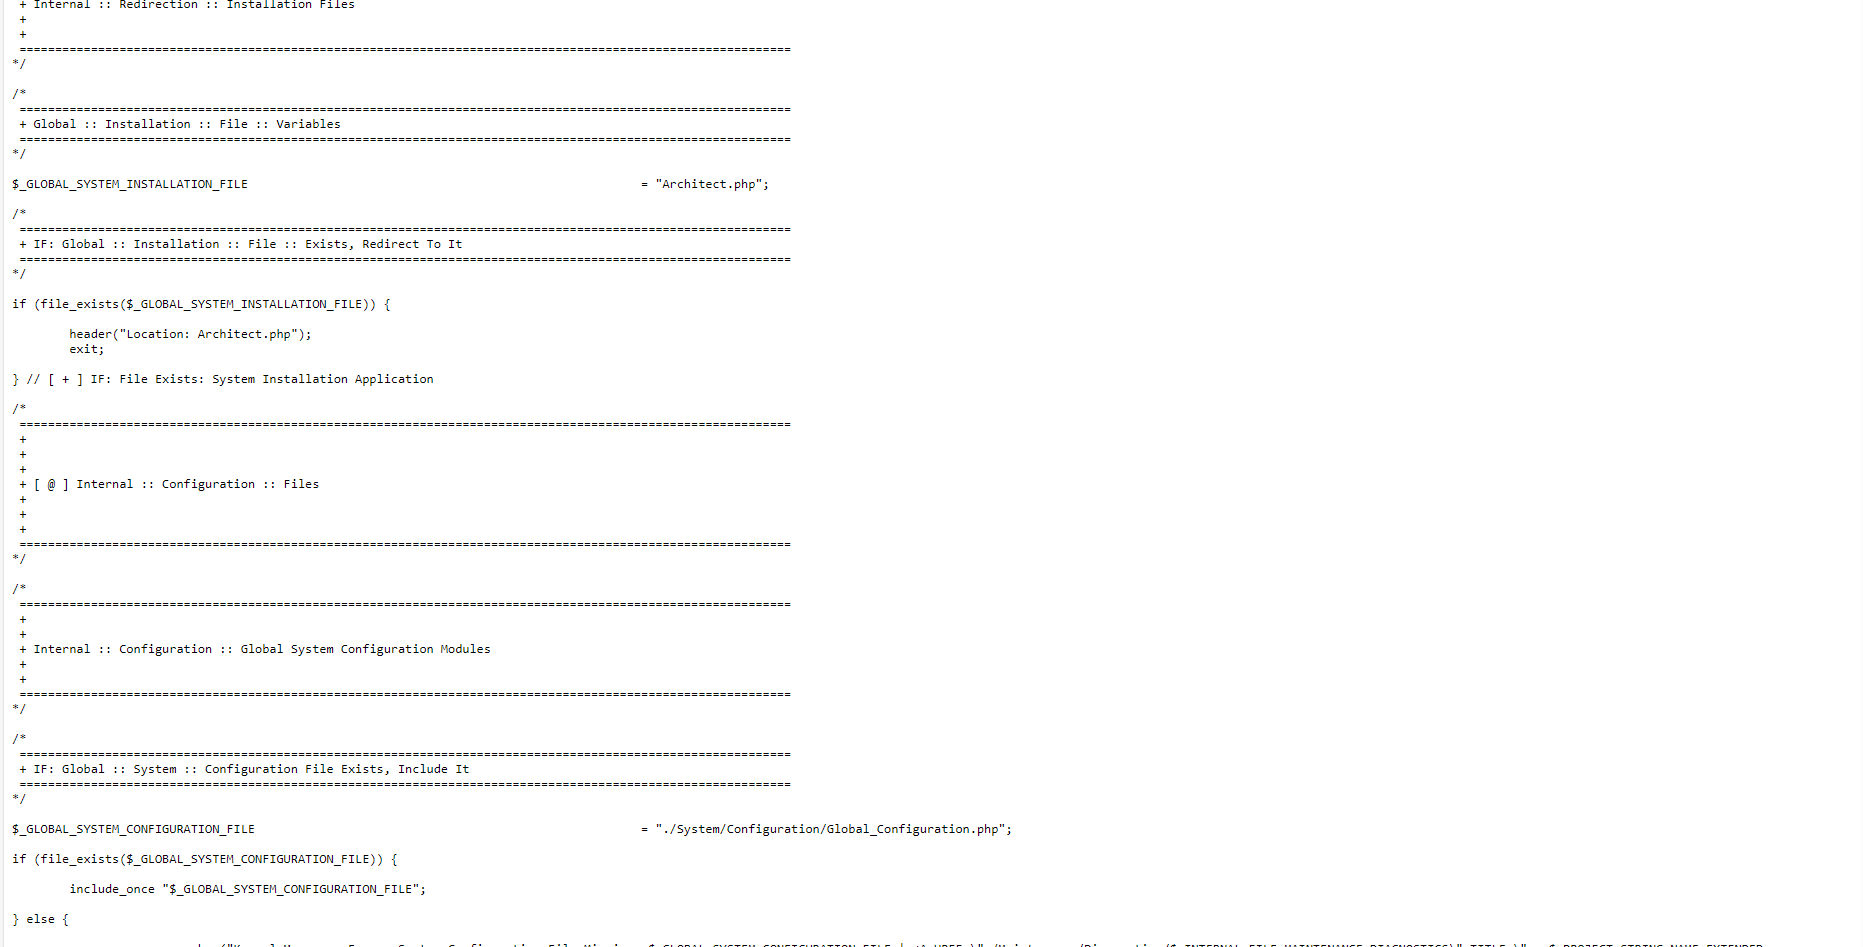 + Internal :: Redirection :: Installation Files
+
+
============================================================================================================
*/
/*
============================================================================================================
+ Global :: Installation :: File :: Variables
============================================================================================================
*/
$_GLOBAL_SYSTEM_INSTALLATION_FILE = "Architect.php";
/*
============================================================================================================
+ IF: Global :: Installation :: File :: Exists, Redirect To It
============================================================================================================
*/
if (file_exists($_GLOBAL_SYSTEM_INSTALLATION_FILE)) {
header("Location: Architect.php");
exit;
} // [ + ] IF: File Exists: System Installation Application
/*
============================================================================================================
+
+
+
+ [ @ ] Internal :: Configuration :: Files
+
+
+
============================================================================================================
*/
/*
============================================================================================================
+
+
+ Internal :: Configuration :: Global System Configuration Modules
+
+
============================================================================================================
*/
/*
============================================================================================================
+ IF: Global :: System :: Configuration File Exists, Include It
============================================================================================================
*/
$_GLOBAL_SYSTEM_CONFIGURATION_FILE = "./System/Configuration/Global_Configuration.php";
if (file_exists($_GLOBAL_SYSTEM_CONFIGURATION_FILE)) {
include_once "$_GLOBAL_SYSTEM_CONFIGURATION_FILE";
} else {